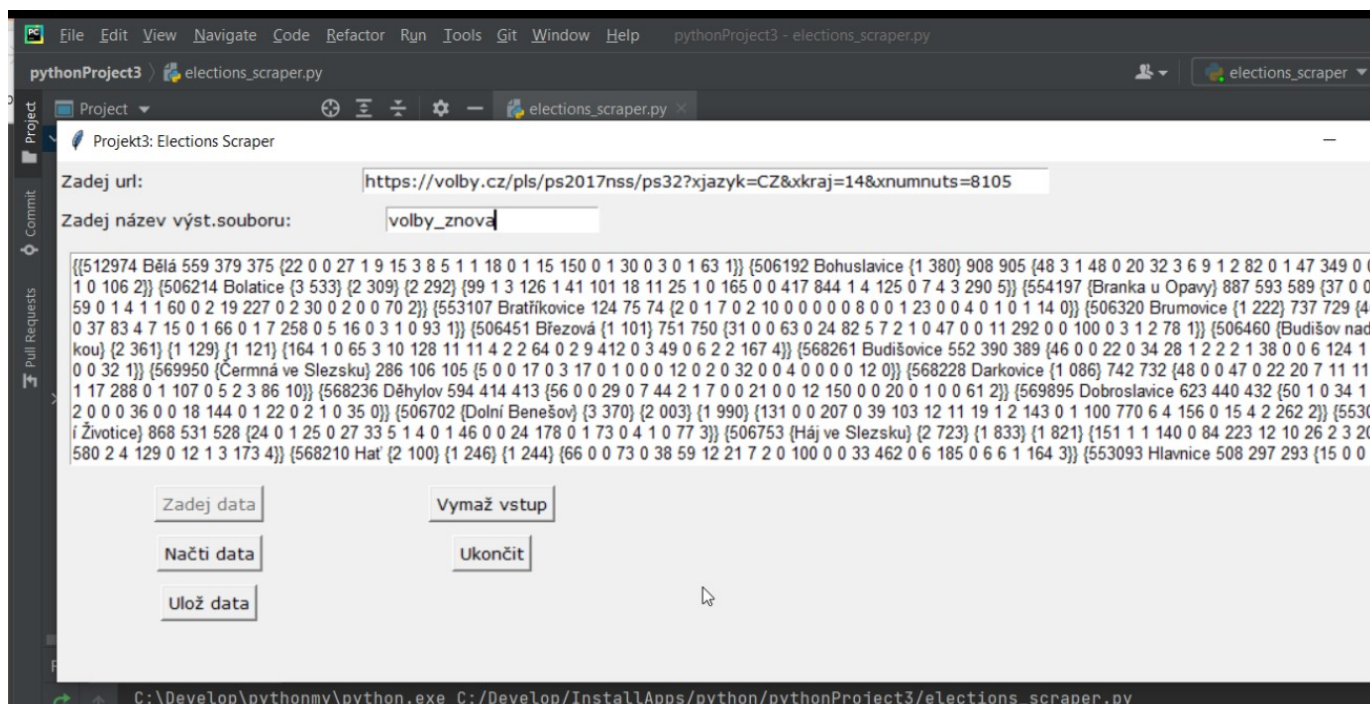 PC File Edit View Navigate Code Refactor Run Tools Git Window Help pythonProject3 - elections_scraper.py
pythonProject3 elections_scraper.py elections_scraper
Project Project elections_scraper.py
Projekt3: Elections Scraper
Commit
Pull Requests
Zadej url: https://volby.cz/pls/ps2017nss/ps32?xjazyk=CZ&xkraj=14&xnumnuts=8105
Zadej název výst.souboru: volby_znova
{{512974 Bělá 559 379 375 {22 0 0 27 1 9 15 3 8 5 1 1 18 0 1 15 150 0 1 30 0 3 0 1 63 1}} {506192 Bohuslavice {1 380} 908 905 {48 3 1 48 0 20 32 3 6 9 1 2 82 0 1 47 349 0
1 0 106 2}} {506214 Bolatice {3 533} {2 309} {2 292} {99 1 3 126 1 41 101 18 11 25 1 0 165 0 0 417 844 1 4 125 0 7 4 3 290 5}} {554197 {Branka u Opavy} 887 593 589 {37 0
59 0 1 4 1 1 60 0 2 19 227 0 2 30 0 2 0 0 70 2}} {553107 Bratříkovice 124 75 74 {2 0 1 7 0 2 10 0 0 0 0 0 8 0 0 1 23 0 0 4 0 1 0 1 14 0}} {506320 Brumovice {1 222} 737 729
0 37 83 4 7 15 0 1 66 0 1 7 258 0 5 16 0 3 1 0 93 1}} {506451 Březová {1 101} 751 750 {31 0 0 63 0 24 82 5 7 2 1 0 47 0 0 11 292 0 0 100 0 0 3 1 2 78 1}} {506460 {Budišov nad
kou} {2 361} {1 129} {1 121} {164 1 0 65 3 10 128 11 11 4 2 2 64 0 2 9 412 0 3 49 0 6 2 2 167 4}} {568261 Budišovice 552 390 389 {46 0 0 22 0 34 28 1 2 2 2 1 38 0 0 6 124 1
0 0 32 1}} {569950 {Čermná ve Slezsku} 286 106 105 {5 0 0 17 0 3 17 0 1 0 0 0 12 0 2 0 32 0 0 4 0 0 0 0 12 0}} {568228 Darkovice {1 086} 742 732 {48 0 0 47 0 22 20 7 11 11
1 17 288 0 1 107 0 5 2 3 86 10}} {568236 Děhylov 594 414 413 {56 0 0 29 0 7 44 2 1 7 0 0 21 0 0 12 150 0 0 20 0 1 0 0 61 2}} {569895 Dobroslavice 623 440 432 {50 1 0 34
2 0 0 0 36 0 0 18 144 0 1 22 0 2 1 0 35 0}} {506702 {Dolní Benešov} {3 370} {2 003} {1 990} {131 0 0 207 0 39 103 12 11 19 1 2 143 0 1 100 770 6 4 156 0 15 4 2 262 2}}
í Životice} 868 531 528 {24 0 1 25 0 27 33 5 1 4 0 1 46 0 0 24 178 0 1 73 0 4 1 0 77 3}} {506753 {Háj ve Slezsku} {2 723} {1 833} {1 821} {151 1 1 140 0 84 223 12 10 26 2 3
580 2 4 129 0 12 1 3 173 4}} {568210 Hať {2 100} {1 246} {1 244} {66 0 0 73 0 38 59 12 21 7 2 0 100 0 0 33 462 0 6 185 0 6 6 1 164 3}} {553093 Hlavnice 508 297 293 {15 0 0
Zadej data Vymaž vstup
Načti data Ukončit
Ulož data
C:\Develop\pythonmy\python.exe C:/Develop/InstallApps/python/pythonProject3/elections_scraper.py